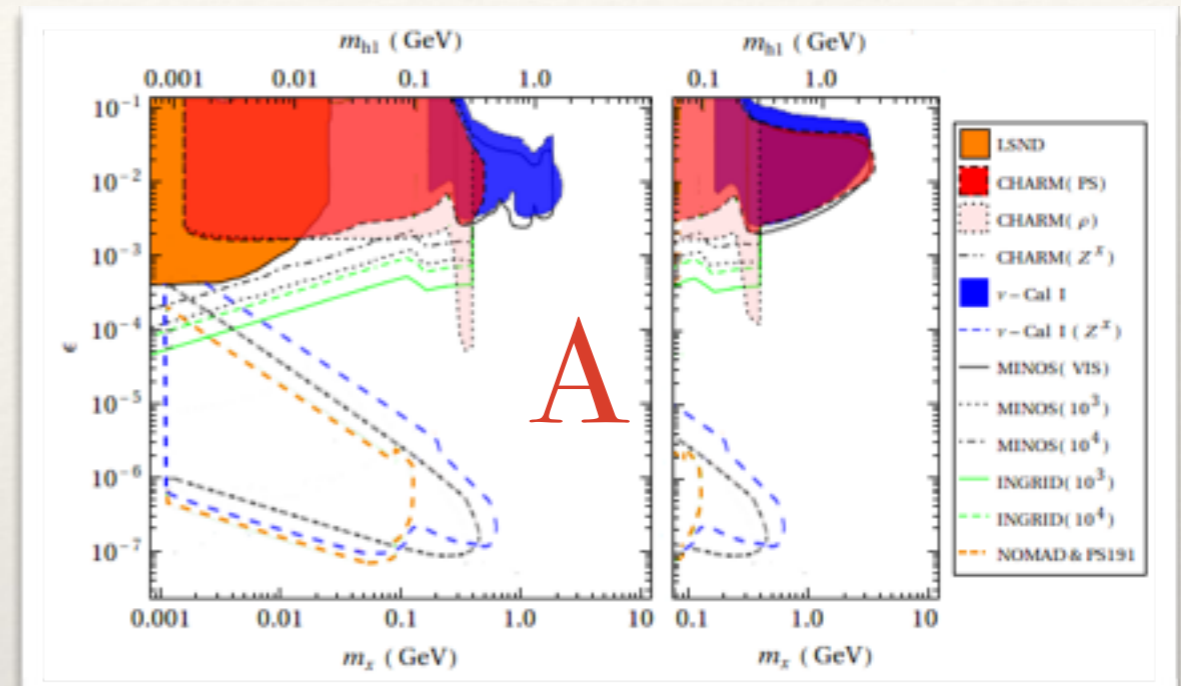 m_h1 ( GeV)
m_h1 ( GeV)
0.001 0.01 0.1 1.0
0.1 1.0
10^-1
10^-2
10^-3
10^-4
10^-5
10^-6
10^-7
ϵ
A
0.001 0.01 0.1 1.0 10
0.1 1.0 10
m_x ( GeV)
m_x ( GeV)
LSND
CHARM( PS)
CHARM( ρ)
CHARM( Z^x)
ν-Cal I
ν-Cal I ( Z^x)
MINOS( VIS)
MINOS( 10^3)
MINOS( 10^4)
INGRID( 10^3)
INGRID( 10^4)
NOMAD & PS191